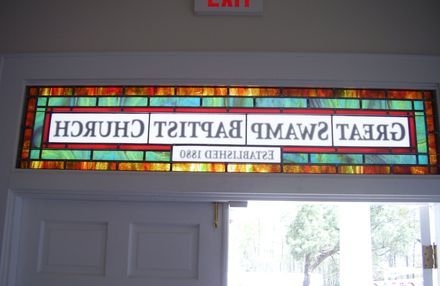 EXIT
GREAT SWAMP BAPTIST CHURCH
ESTABLISHED 1880